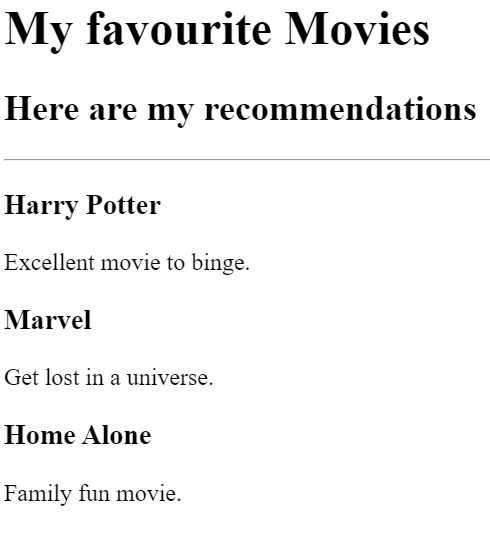 My favourite Movies
Here are my recommendations
Harry Potter
Excellent movie to binge.
Marvel
Get lost in a universe.
Home Alone
Family fun movie.